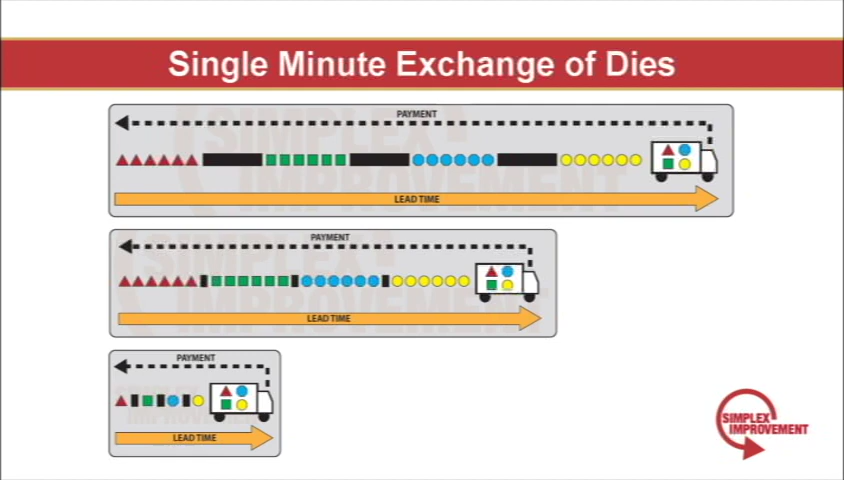 Single Minute Exchange of Dies
PAYMENT
LEAD TIME
PAYMENT
LEAD TIME
PAYMENT
LEAD TIME
SIMPLEX
IMPROVEMENT